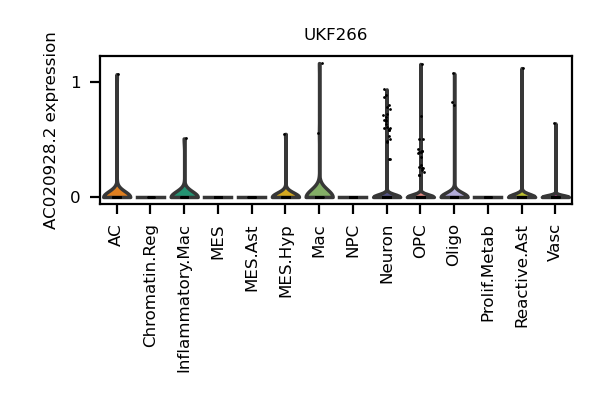 UKF266
AC020928.2 expression
1
0
AC
Chromatin.Reg
Inflammatory.Mac
MES
MES.Ast
MES.Hyp
Mac
NPC
Neuron
OPC
Oligo
Prolif.Metab
Reactive.Ast
Vasc